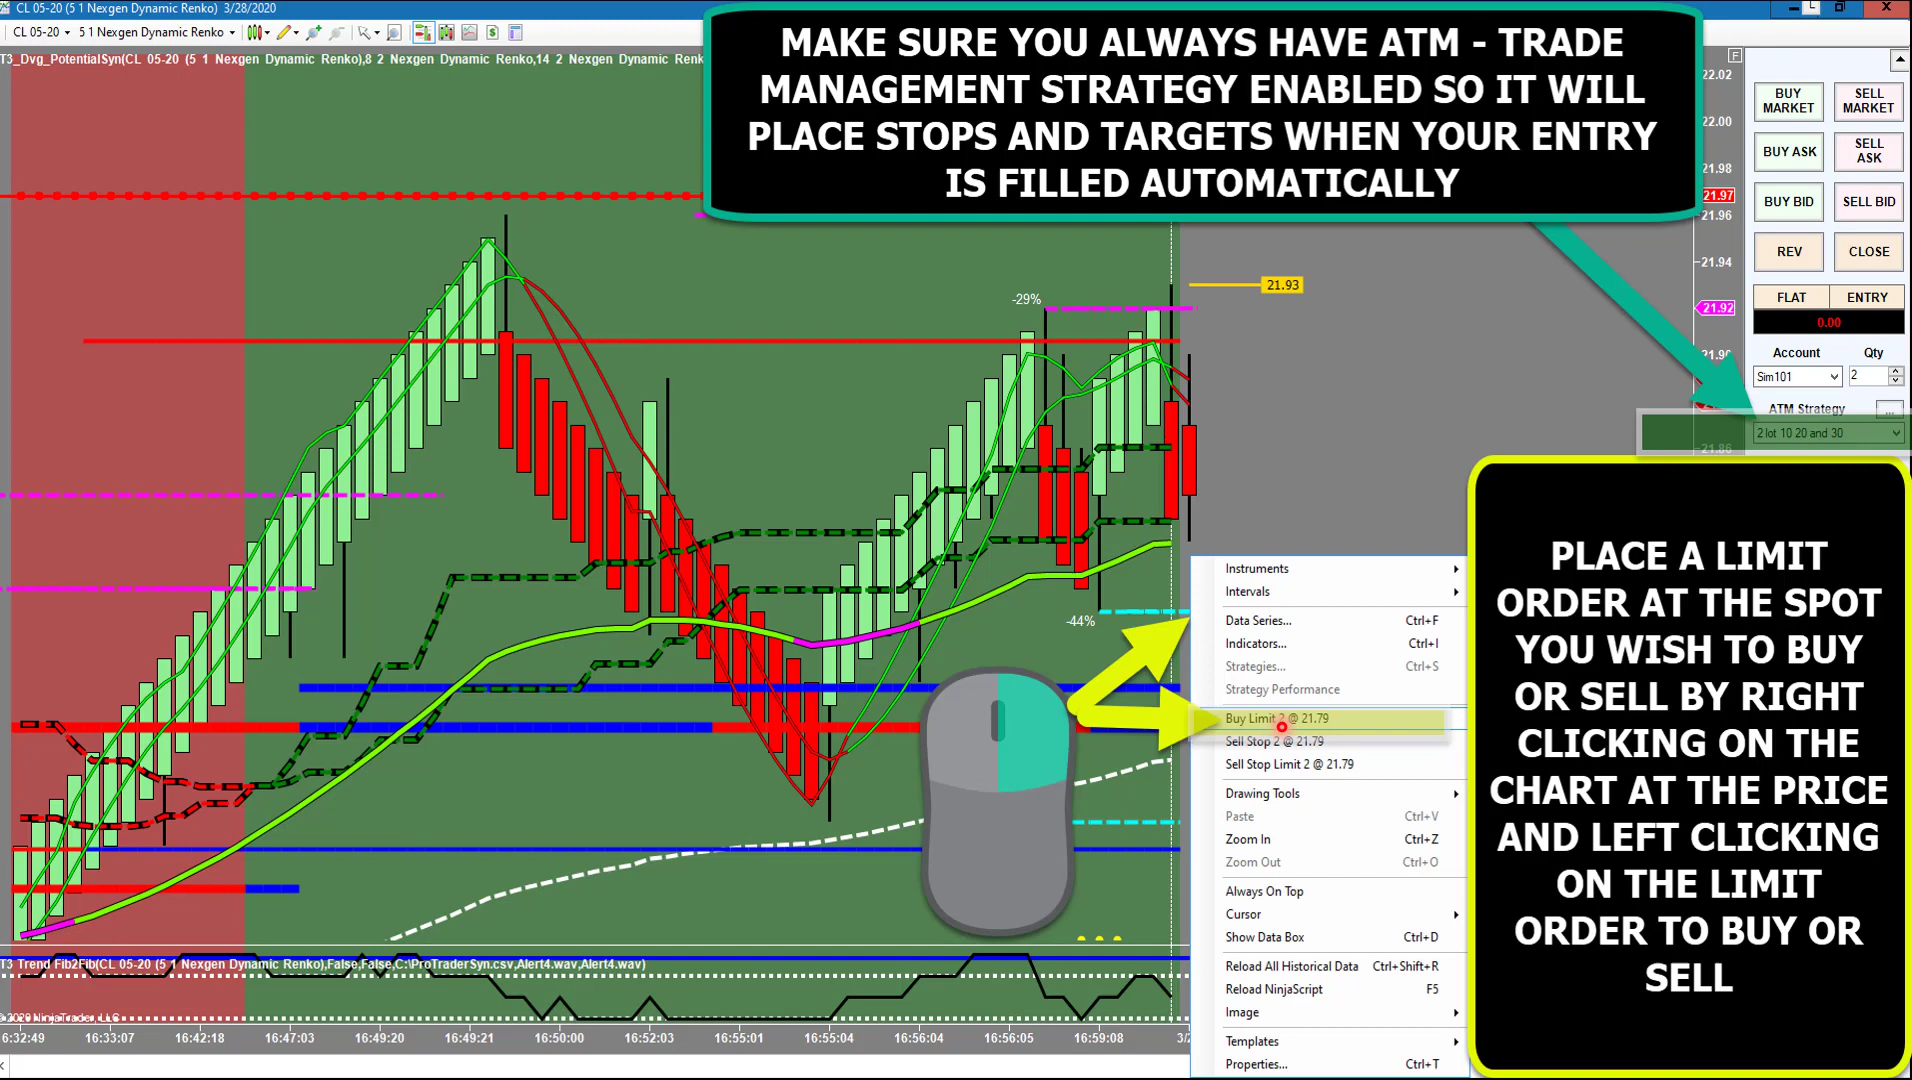 CL 05-20 (5 1 Nexgen Dynamic Renko) 3/28/2020
CL 05-20
5 1 Nexgen Dynamic Renko
T3_Dvg_PotentialSyn(CL 05-20 (5 1 Nexgen Dynamic Renko),8 2 Nexgen Dynamic Renko,14 2 Nexgen Dynamic Renk
MAKE SURE YOU ALWAYS HAVE ATM - TRADE
MANAGEMENT STRATEGY ENABLED SO IT WILL
PLACE STOPS AND TARGETS WHEN YOUR ENTRY
IS FILLED AUTOMATICALLY
F
22.02
22.00
21.98
21.97
21.96
21.94
21.92
21.90
21.86
BUY MARKET
SELL MARKET
BUY ASK
SELL ASK
BUY BID
SELL BID
REV
CLOSE
FLAT
ENTRY
0.00
Account
Qty
Sim101
2
ATM Strategy
...
2 lot 10 20 and 30
21.93
-29%
-44%
Instruments
Intervals
Data Series... Ctrl+F
Indicators... Ctrl+I
Strategies... Ctrl+S
Strategy Performance
Buy Limit 2 @ 21.79
Sell Stop 2 @ 21.79
Sell Stop Limit 2 @ 21.79
Drawing Tools
Paste Ctrl+V
Zoom In Ctrl+Z
Zoom Out Ctrl+O
Always On Top
Cursor
Show Data Box Ctrl+D
Reload All Historical Data Ctrl+Shift+R
Reload NinjaScript F5
Image
Templates
Properties... Ctrl+T
PLACE A LIMIT
ORDER AT THE SPOT
YOU WISH TO BUY
OR SELL BY RIGHT
CLICKING ON THE
CHART AT THE PRICE
AND LEFT CLICKING
ON THE LIMIT
ORDER TO BUY OR
SELL
T3 Trend Fib2Fib(CL 05-20 (5 1 Nexgen Dynamic Renko),False,False,C:\ProTraderSyn.csv,Alert4.wav,Alert4.wav)
© 2020 NinjaTrader, LLC
16:32:49 16:33:07 16:42:18 16:47:03 16:49:20 16:49:21 16:50:00 16:52:03 16:55:01 16:55:04 16:56:04 16:56:05 16:59:08